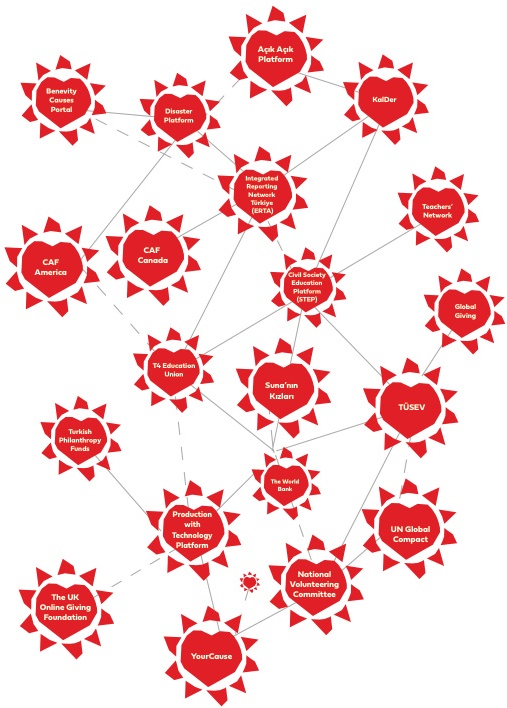 Açık Açık
Platform
Benevity
Causes
Portal
Disaster
Platform
KalDer
Integrated
Reporting
Network
Türkiye
(ERTA)
Teachers'
Network
CAF
America
CAF
Canada
Civil Society
Education
Platform
(STEP)
Global
Giving
T4 Education
Union
Suna'nın
Kızları
TÜSEV
Turkish
Philanthropy
Funds
The World
Bank
Production
with
Technology
Platform
UN Global
Compact
National
Volunteering
Committee
The UK
Online Giving
Foundation
YourCause